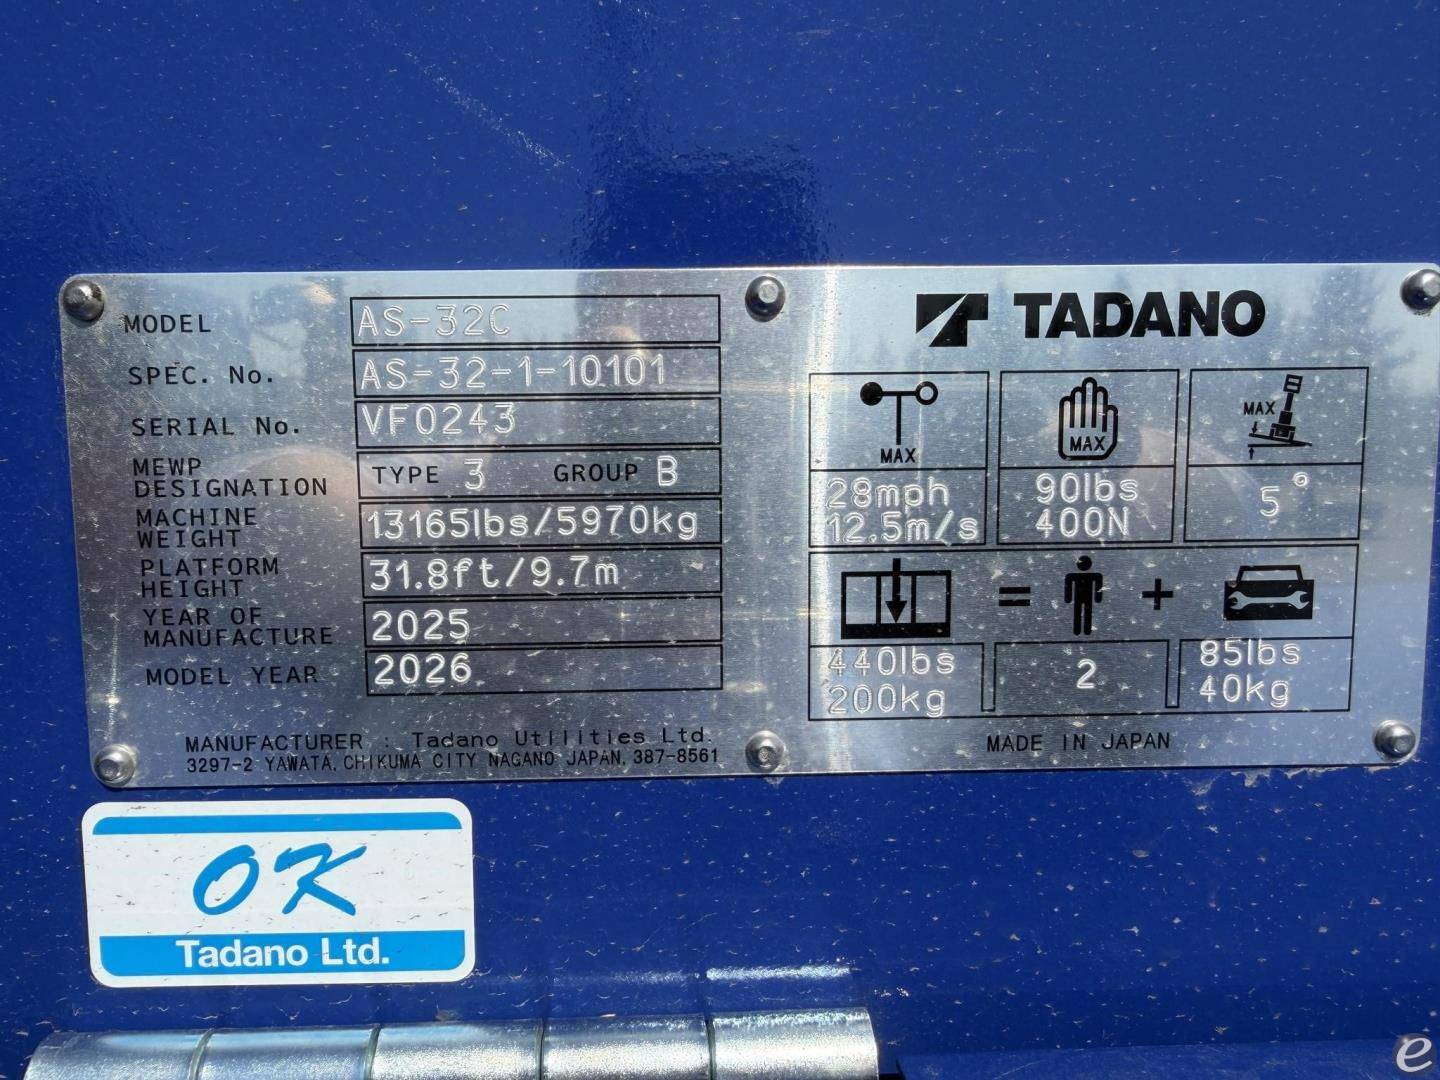 MODEL AS-32C
SPEC. No. AS-32-1-10101
SERIAL No. VF0243
MEWP
DESIGNATION TYPE 3 GROUP B
MACHINE
WEIGHT 13165lbs/5970kg
PLATFORM
HEIGHT 31.8ft/9.7m
YEAR OF
MANUFACTURE 2025
MODEL YEAR 2026
MANUFACTURER : Tadano Utilities Ltd.
3297-2 YAWATA, CHIKUMA CITY NAGANO JAPAN, 387-8561
TADANO
MAX
MAX
MAX
28mph
12.5m/s
90lbs
400N
5°
= +
440lbs
200kg
2
85lbs
40kg
MADE IN JAPAN
OK
Tadano Ltd.
e